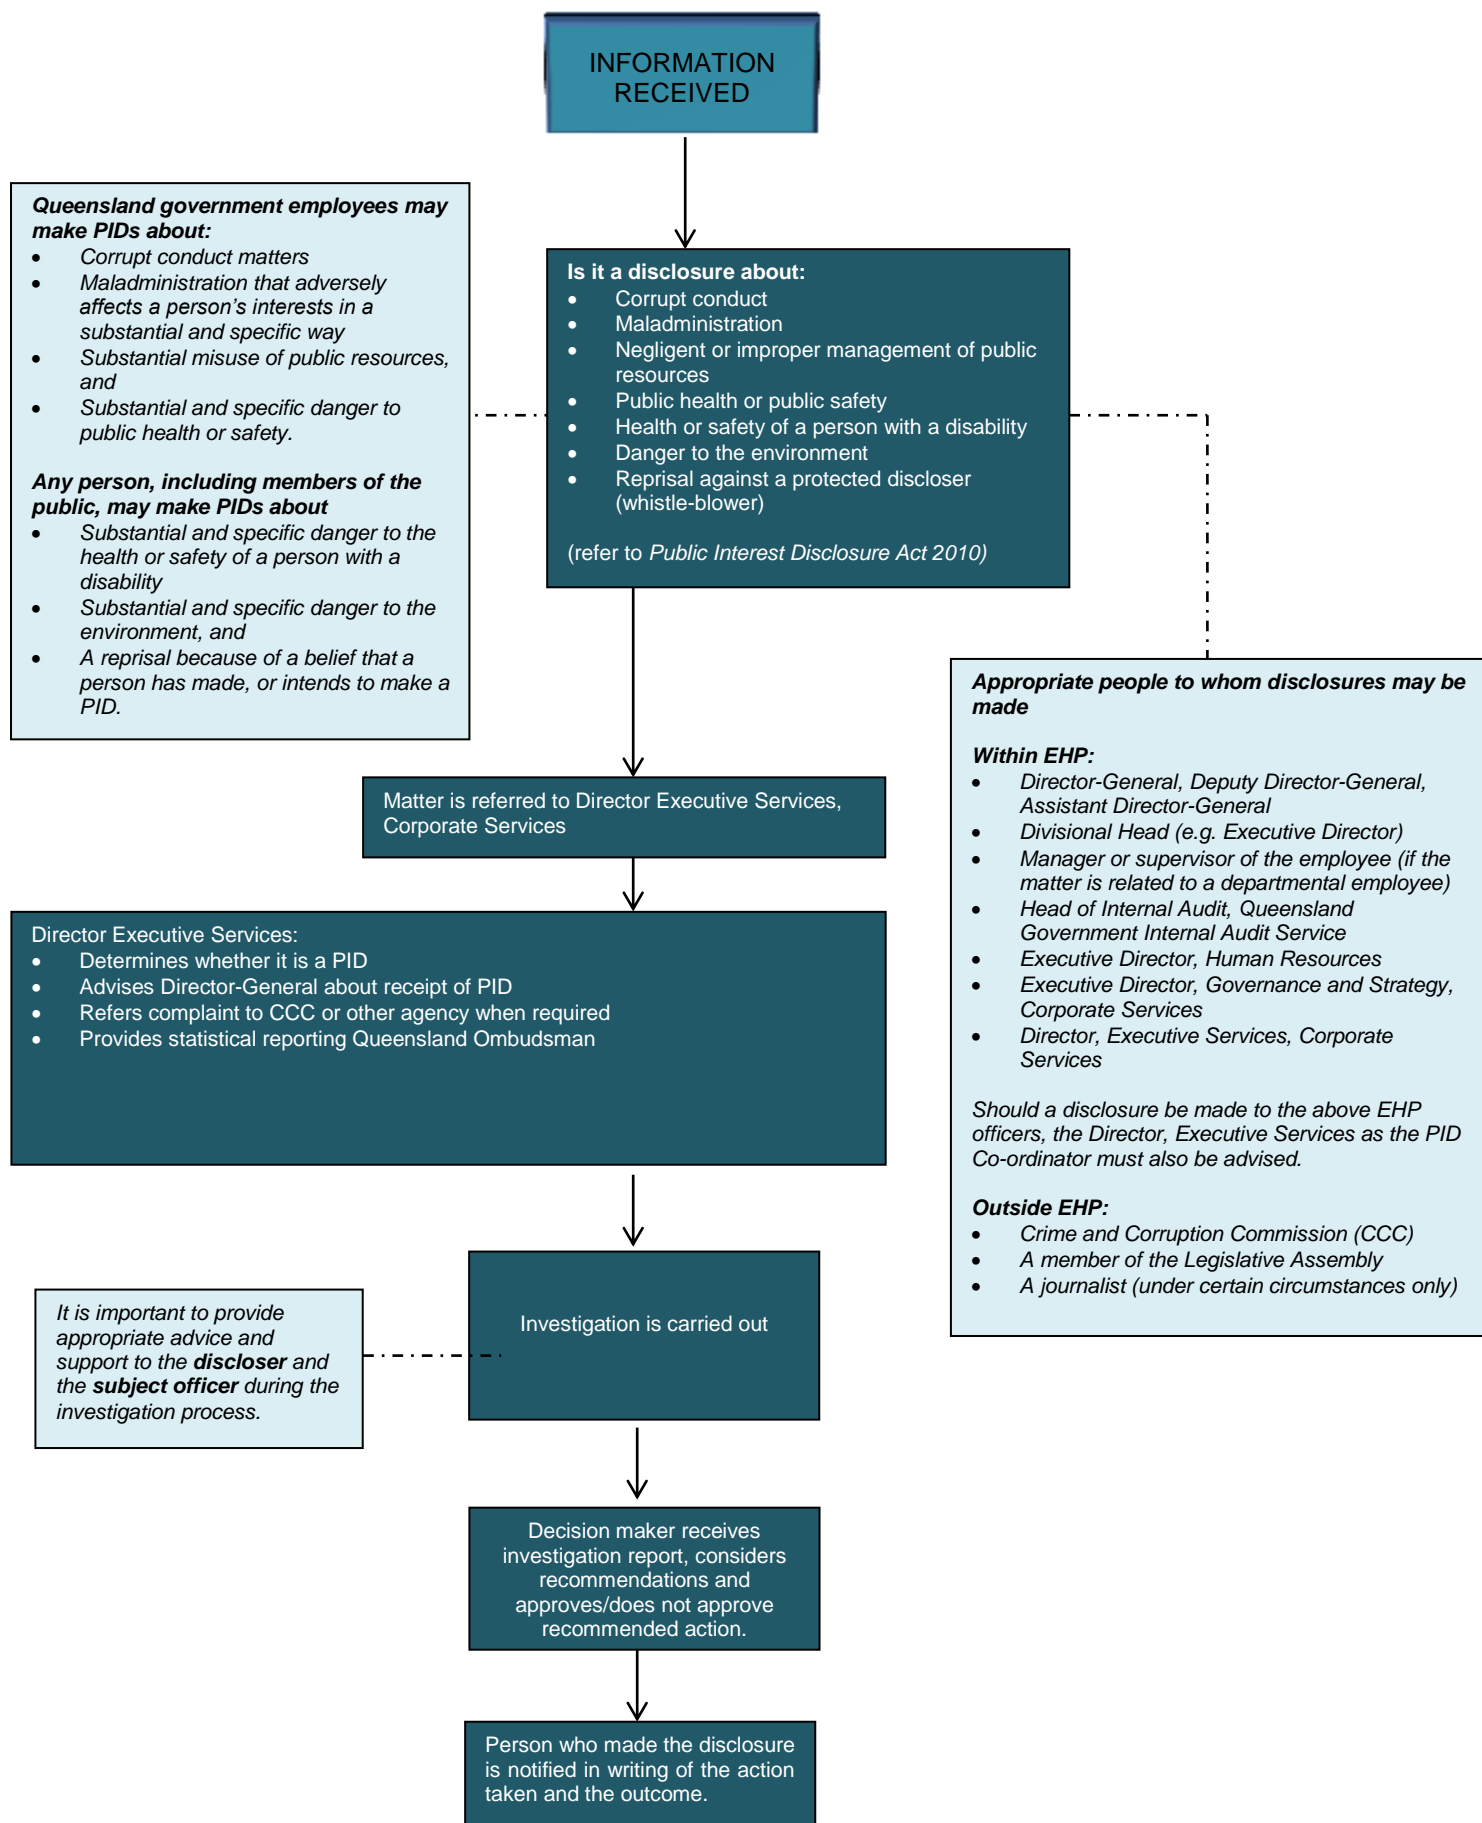 INFORMATION
RECEIVED
Queensland government employees may
make PIDs about:
• Corrupt conduct matters
• Maladministration that adversely
affects a person's interests in a
substantial and specific way
• Substantial misuse of public resources,
and
• Substantial and specific danger to
public health or safety.
Any person, including members of the
public, may make PIDs about
• Substantial and specific danger to the
health or safety of a person with a
disability
• Substantial and specific danger to the
environment, and
• A reprisal because of a belief that a
person has made, or intends to make a
PID.
Is it a disclosure about:
• Corrupt conduct
• Maladministration
• Negligent or improper management of public
resources
• Public health or public safety
• Health or safety of a person with a disability
• Danger to the environment
• Reprisal against a protected discloser
(whistle-blower)
(refer to Public Interest Disclosure Act 2010)
Appropriate people to whom disclosures may be
made
Within EHP:
• Director-General, Deputy Director-General,
Assistant Director-General
• Divisional Head (e.g. Executive Director)
• Manager or supervisor of the employee (if the
matter is related to a departmental employee)
• Head of Internal Audit, Queensland
Government Internal Audit Service
• Executive Director, Human Resources
• Executive Director, Governance and Strategy,
Corporate Services
• Director, Executive Services, Corporate
Services
Should a disclosure be made to the above EHP
officers, the Director, Executive Services as the PID
Co-ordinator must also be advised.
Outside EHP:
• Crime and Corruption Commission (CCC)
• A member of the Legislative Assembly
• A journalist (under certain circumstances only)
Matter is referred to Director Executive Services,
Corporate Services
Director Executive Services:
• Determines whether it is a PID
• Advises Director-General about receipt of PID
• Refers complaint to CCC or other agency when required
• Provides statistical reporting Queensland Ombudsman
Investigation is carried out
It is important to provide
appropriate advice and
support to the discloser and
the subject officer during the
investigation process.
Decision maker receives
investigation report, considers
recommendations and
approves/does not approve
recommended action.
Person who made the disclosure
is notified in writing of the action
taken and the outcome.